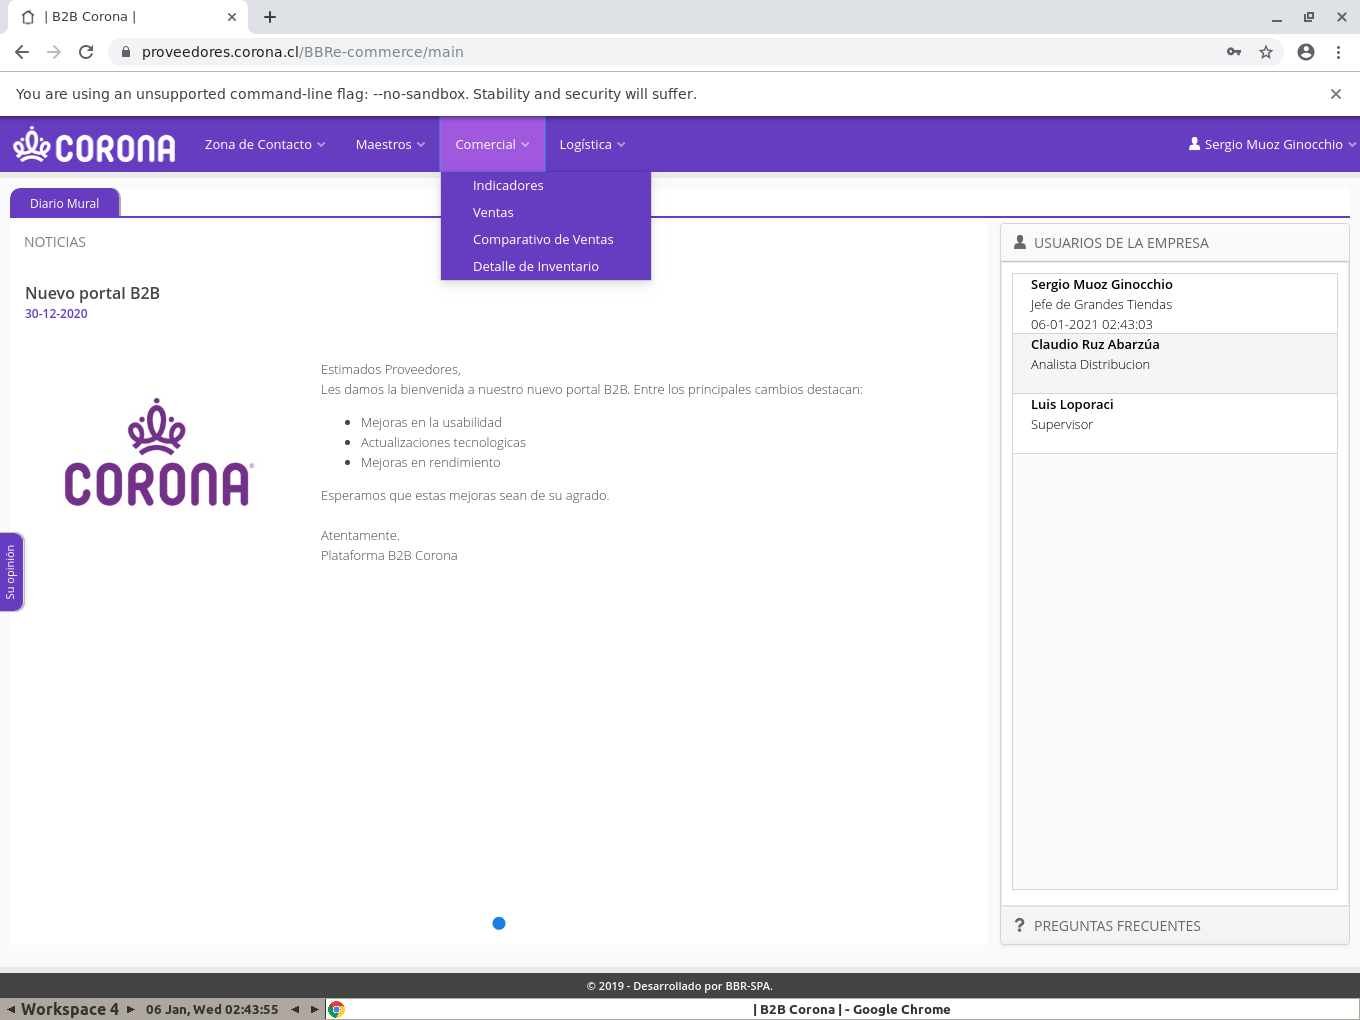 | B2B Corona |
proveedores.corona.cl/BBRe-commerce/main
You are using an unsupported command-line flag: --no-sandbox. Stability and security will suffer.
CORONA
Zona de Contacto
Maestros
Comercial
Logística
Sergio Muoz Ginocchio
Indicadores
Ventas
Comparativo de Ventas
Detalle de Inventario
Diario Mural
NOTICIAS
Nuevo portal B2B
30-12-2020
CORONA®
Estimados Proveedores,
Les damos la bienvenida a nuestro nuevo portal B2B. Entre los principales cambios destacan:
• Mejoras en la usabilidad
• Actualizaciones tecnologicas
• Mejoras en rendimiento
Esperamos que estas mejoras sean de su agrado.
Atentamente.
Plataforma B2B Corona
Su opinión
USUARIOS DE LA EMPRESA
Sergio Muoz Ginocchio
Jefe de Grandes Tiendas
06-01-2021 02:43:03
Claudio Ruz Abarzúa
Analista Distribucion
Luis Loporaci
Supervisor
? PREGUNTAS FRECUENTES
© 2019 - Desarrollado por BBR-SPA.
Workspace 4
06 Jan, Wed 02:43:55
| B2B Corona | - Google Chrome